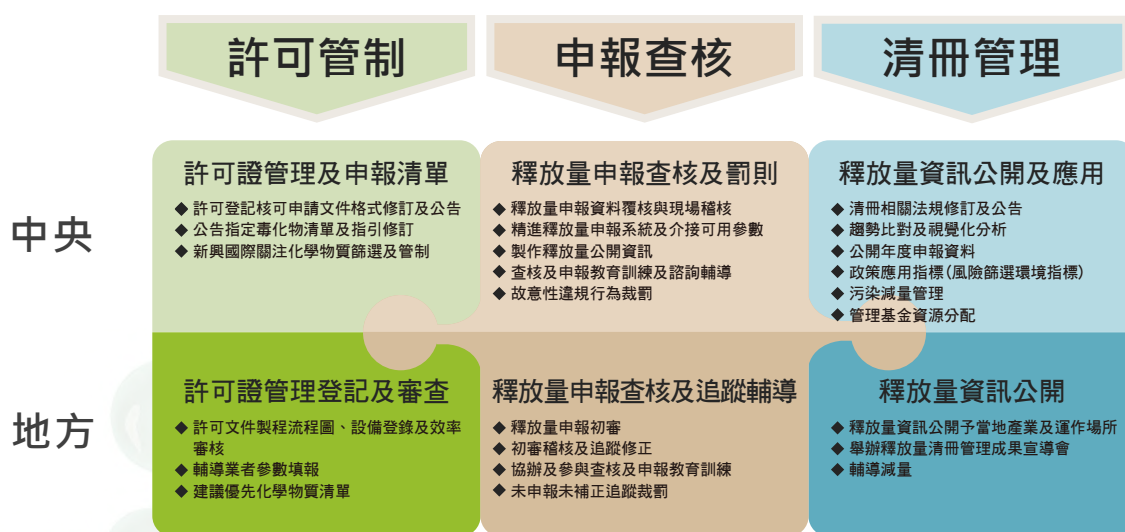 許可管制
申報查核
清冊管理
中央
許可證管理及申報清單
◆ 許可登記核可申請文件格式修訂及公告
◆ 公告指定毒化物清單及指引修訂
◆ 新興國際關注化學物質篩選及管制
釋放量申報查核及罰則
◆ 釋放量申報資料覆核與現場稽核
◆ 精進釋放量申報系統及介接可用參數
◆ 製作釋放量公開資訊
◆ 查核及申報教育訓練及諮詢輔導
◆ 故意性違規行為裁罰
釋放量資訊公開及應用
◆ 清冊相關法規修訂及公告
◆ 趨勢比對及視覺化分析
◆ 公開年度申報資料
◆ 政策應用指標(風險篩選環境指標)
◆ 污染減量管理
◆ 管理基金資源分配
地方
許可證管理登記及審查
◆ 許可文件製程流程圖、設備登錄及效率
審核
◆ 輔導業者參數填報
◆ 建議優先化學物質清單
釋放量申報查核及追蹤輔導
◆ 釋放量申報初審
◆ 初審稽核及追蹤修正
◆ 協辦及參與查核及申報教育訓練
◆ 未申報未補正追蹤裁罰
釋放量資訊公開
◆ 釋放量資訊公開予當地產業及運作場所
◆ 舉辦釋放量清冊管理成果宣導會
◆ 輔導減量